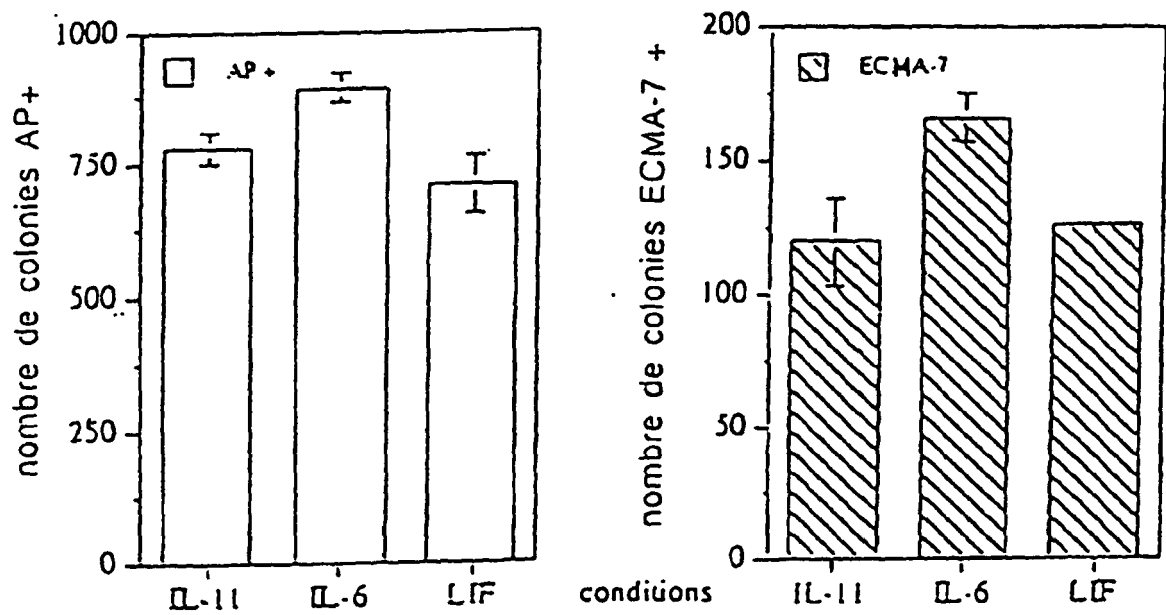 nombre de colonies AP+
1000
750
500
250
0
AP+
IL-11 IL-6 LIF
conditions
nombre de colonies ECMA-7 +
200
150
100
50
0
ECMA-7
IL-11 IL-6 LIF